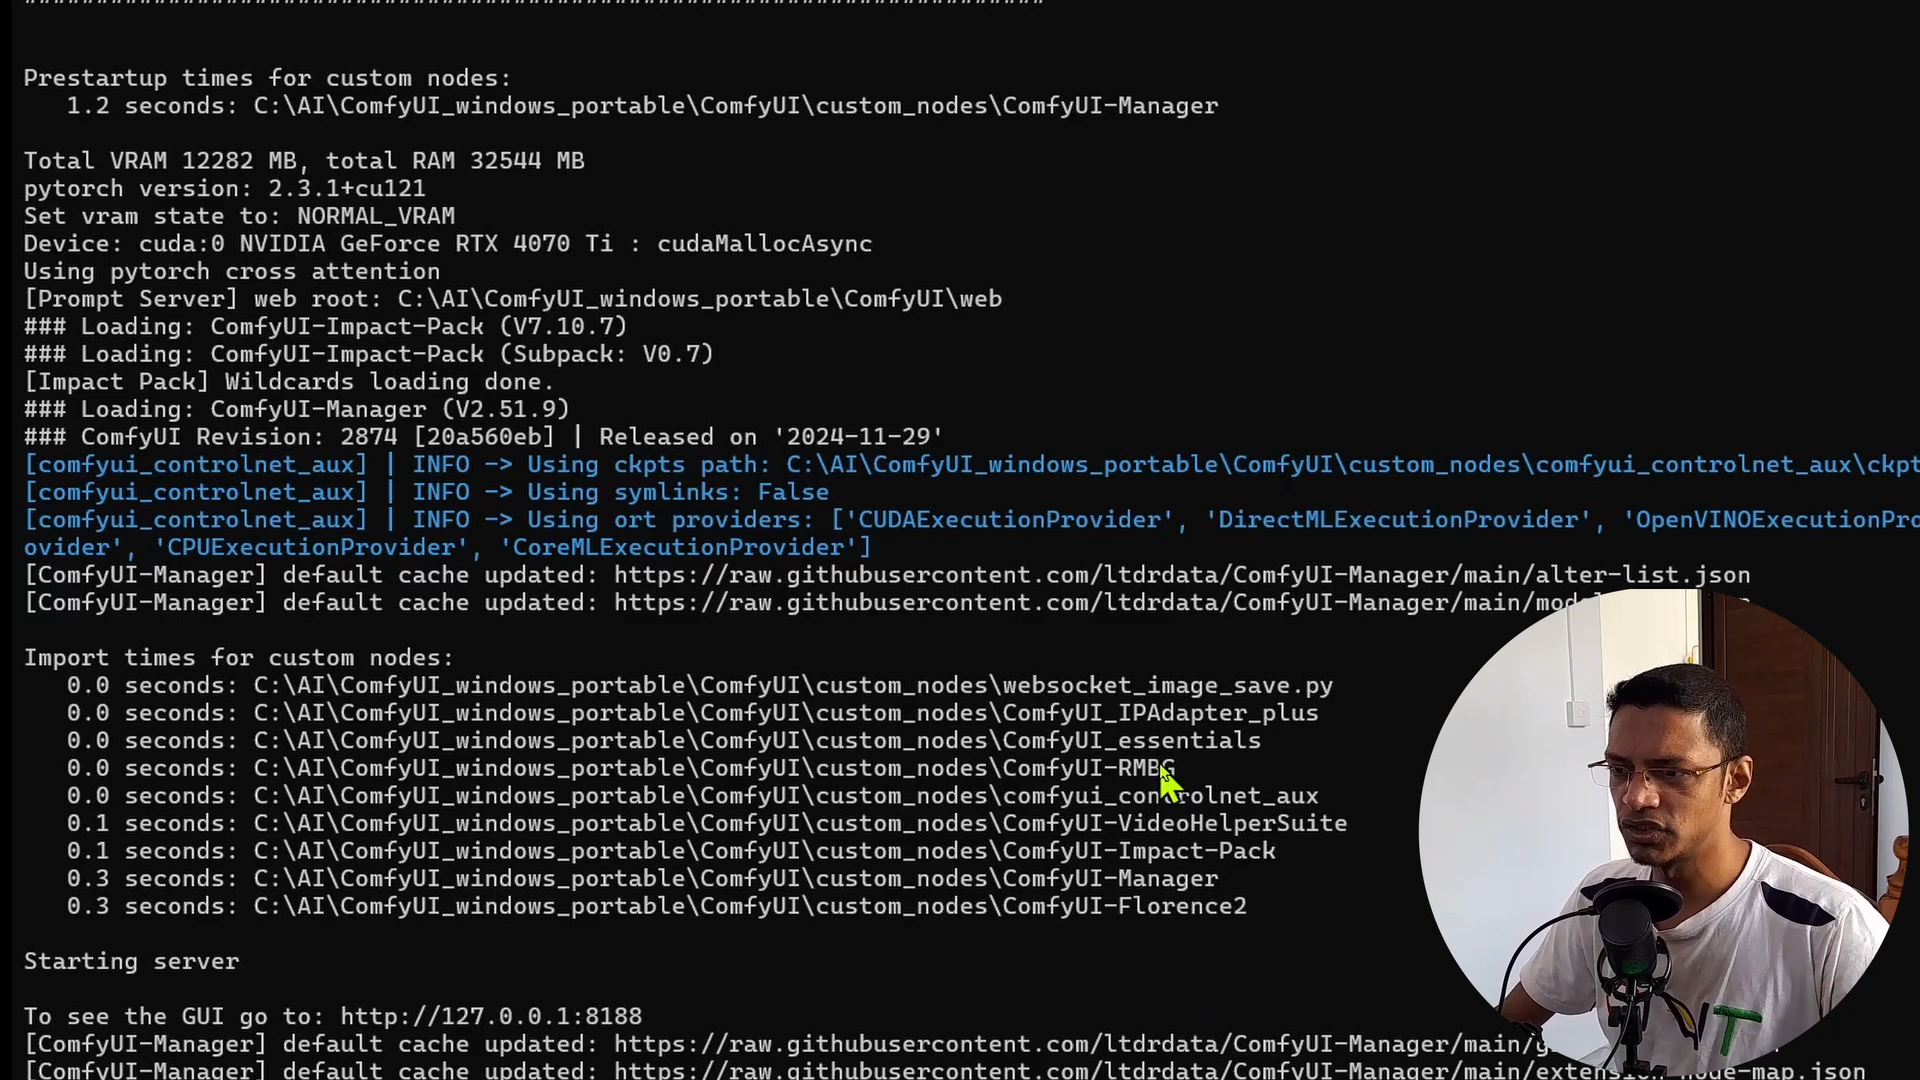 Prestartup times for custom nodes:
1.2 seconds: C:\AI\ComfyUI_windows_portable\ComfyUI\custom_nodes\ComfyUI-Manager
Total VRAM 12282 MB, total RAM 32544 MB
pytorch version: 2.3.1+cu121
Set vram state to: NORMAL_VRAM
Device: cuda:0 NVIDIA GeForce RTX 4070 Ti : cudaMallocAsync
Using pytorch cross attention
[Prompt Server] web root: C:\AI\ComfyUI_windows_portable\ComfyUI\web
### Loading: ComfyUI-Impact-Pack (V7.10.7)
### Loading: ComfyUI-Impact-Pack (Subpack: V0.7)
[Impact Pack] Wildcards loading done.
### Loading: ComfyUI-Manager (V2.51.9)
### ComfyUI Revision: 2874 [20a560eb] | Released on '2024-11-29'
[comfyui_controlnet_aux] | INFO -> Using ckpts path: C:\AI\ComfyUI_windows_portable\ComfyUI\custom_nodes\comfyui_controlnet_aux\ckpt
[comfyui_controlnet_aux] | INFO -> Using symlinks: False
[comfyui_controlnet_aux] | INFO -> Using ort providers: ['CUDAExecutionProvider', 'DirectMLExecutionProvider', 'OpenVINOExecutionPro
ovider', 'CPUExecutionProvider', 'CoreMLExecutionProvider']
[ComfyUI-Manager] default cache updated: https://raw.githubusercontent.com/ltdrdata/ComfyUI-Manager/main/alter-list.json
[ComfyUI-Manager] default cache updated: https://raw.githubusercontent.com/ltdrdata/ComfyUI-Manager/main/mod
Import times for custom nodes:
0.0 seconds: C:\AI\ComfyUI_windows_portable\ComfyUI\custom_nodes\websocket_image_save.py
0.0 seconds: C:\AI\ComfyUI_windows_portable\ComfyUI\custom_nodes\ComfyUI_IPAdapter_plus
0.0 seconds: C:\AI\ComfyUI_windows_portable\ComfyUI\custom_nodes\ComfyUI_essentials
0.0 seconds: C:\AI\ComfyUI_windows_portable\ComfyUI\custom_nodes\ComfyUI-RMBG
0.0 seconds: C:\AI\ComfyUI_windows_portable\ComfyUI\custom_nodes\comfyui_controlnet_aux
0.1 seconds: C:\AI\ComfyUI_windows_portable\ComfyUI\custom_nodes\ComfyUI-VideoHelperSuite
0.1 seconds: C:\AI\ComfyUI_windows_portable\ComfyUI\custom_nodes\ComfyUI-Impact-Pack
0.3 seconds: C:\AI\ComfyUI_windows_portable\ComfyUI\custom_nodes\ComfyUI-Manager
0.3 seconds: C:\AI\ComfyUI_windows_portable\ComfyUI\custom_nodes\ComfyUI-Florence2
Starting server
To see the GUI go to: http://127.0.0.1:8188
[ComfyUI-Manager] default cache updated: https://raw.githubusercontent.com/ltdrdata/ComfyUI-Manager/main/
[ComfyUI-Manager] default cache updated: https://raw.githubusercontent.com/ltdrdata/ComfyUI-Manager/main/extension-node-map.json